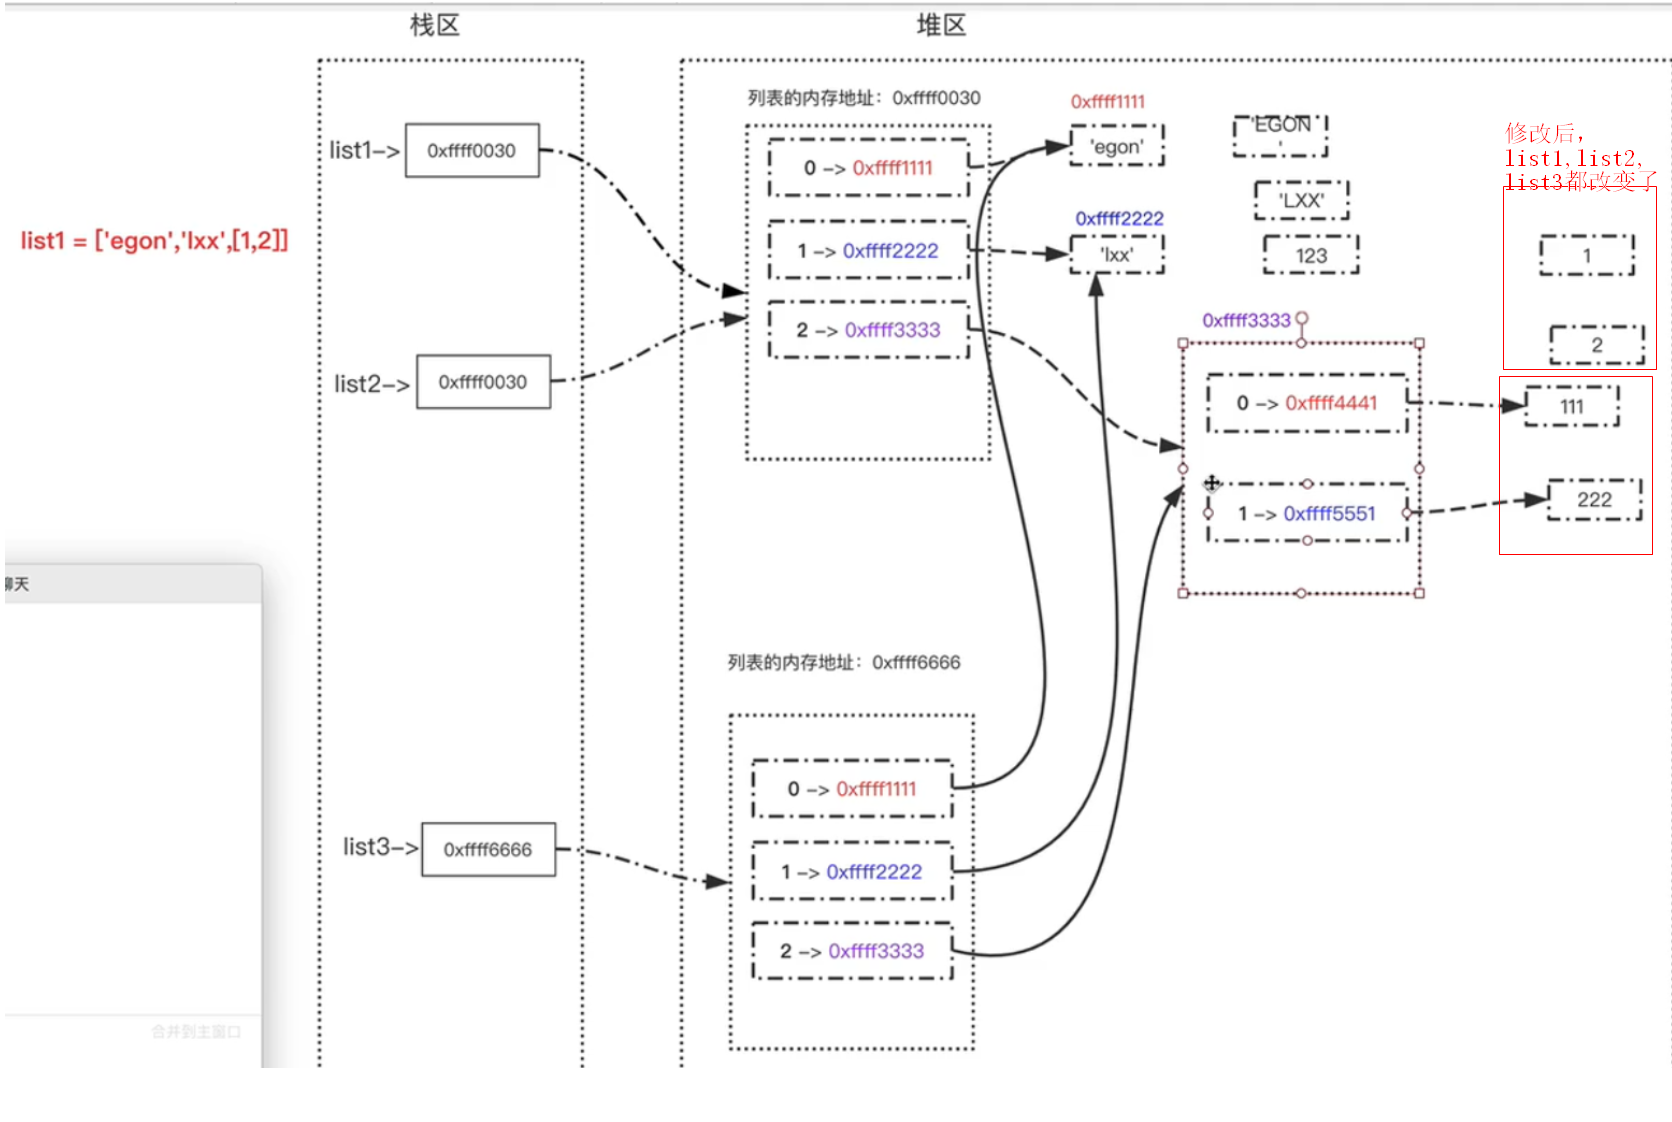 栈区
堆区
列表的内存地址：0xffff0030
0xffff1111
list1->
0xffff0030
0 -> 0xffff1111
'egon'
'EGON
'
修改后，
list1,list2,
list3都改变了
'LXX'
0xffff2222
list1 = ['egon','lxx',[1,2]]
1 -> 0xffff2222
'lxx'
123
1
2 -> 0xffff3333
0xffff3333
2
list2->
0xffff0030
0 -> 0xffff4441
111
1 -> 0xffff5551
222
聊天
列表的内存地址：0xffff6666
0 -> 0xffff1111
list3->
0xffff6666
1 -> 0xffff2222
2 -> 0xffff3333
合并到主窗口